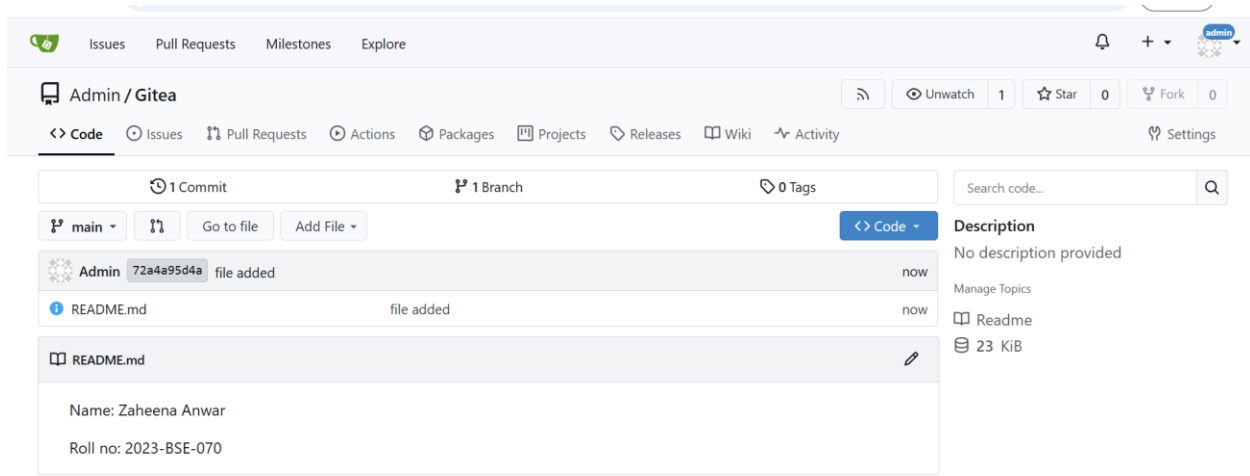 Issues Pull Requests Milestones Explore + admin
Admin / Gitea Unwatch 1 Star 0 Fork 0
<> Code Issues Pull Requests Actions Packages Projects Releases Wiki Activity Settings
1 Commit 1 Branch 0 Tags Search code...
main Go to file Add File <> Code Description
No description provided
Admin 72a4a95d4a file added now
Manage Topics
README.md file added now
Readme
23 KiB
README.md
Name: Zaheena Anwar
Roll no: 2023-BSE-070